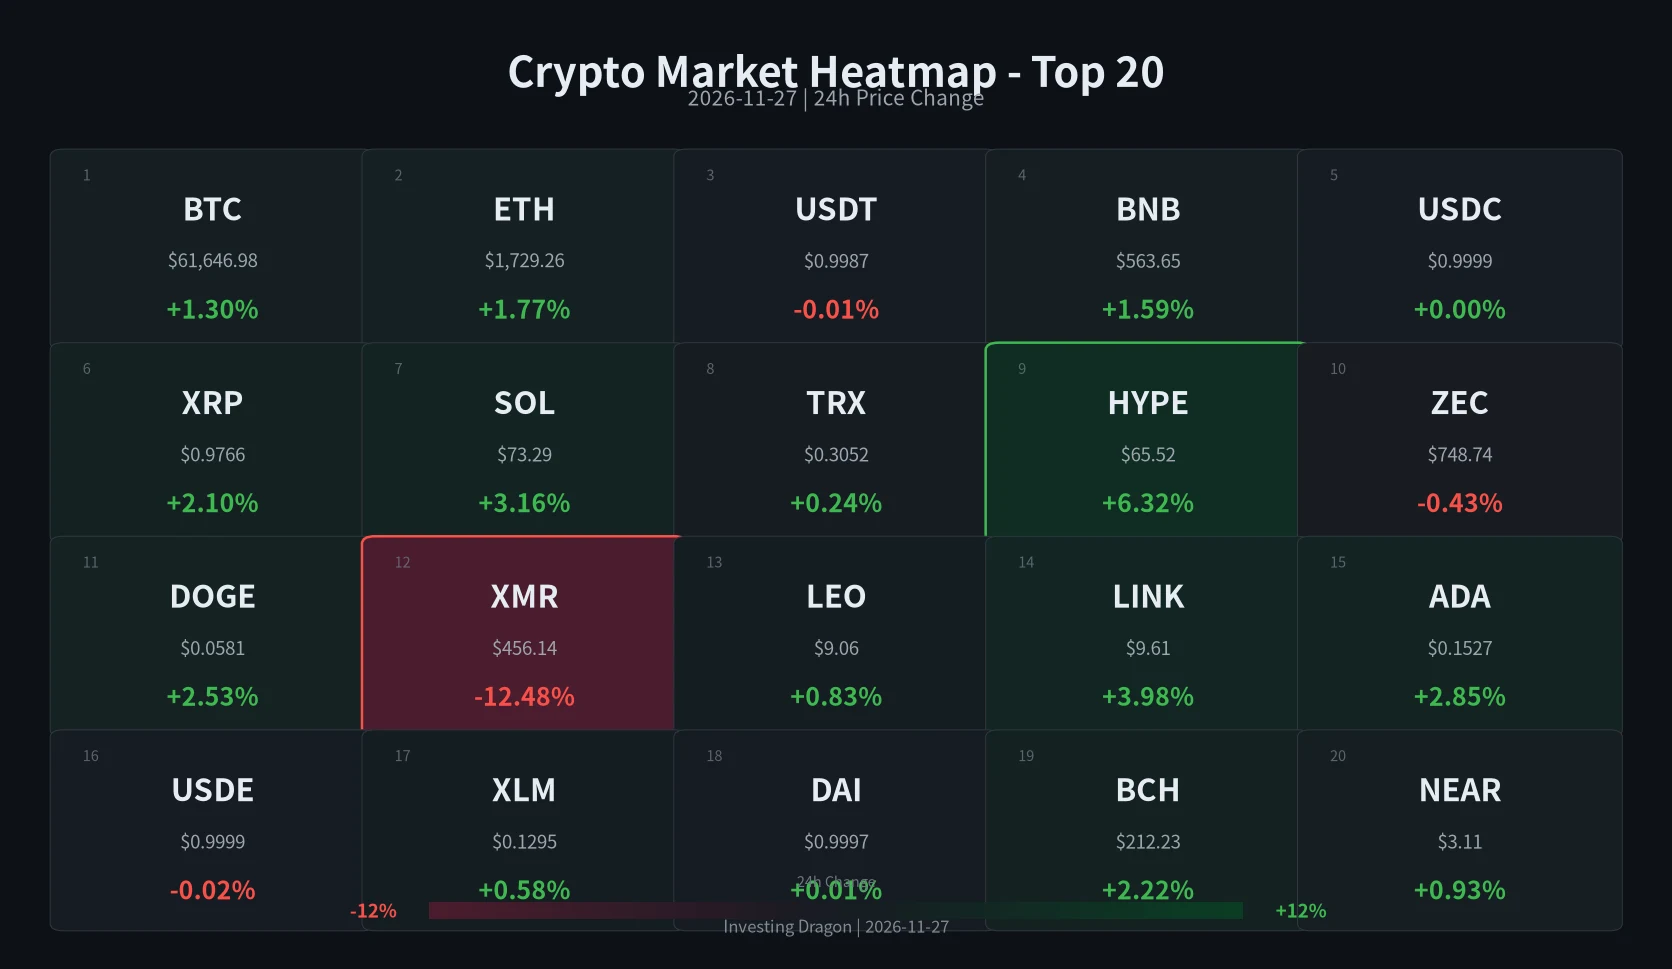 Crypto Market Heatmap - Top 20
2026-11-27 | 24h Price Change
1 2 3 4 5
BTC ETH USDT BNB USDC
$61,646.98 $1,729.26 $0.9987 $563.65 $0.9999
+1.30% +1.77% -0.01% +1.59% +0.00%
6 7 8 9 10
XRP SOL TRX HYPE ZEC
$0.9766 $73.29 $0.3052 $65.52 $748.74
+2.10% +3.16% +0.24% +6.32% -0.43%
11 12 13 14 15
DOGE XMR LEO LINK ADA
$0.0581 $456.14 $9.06 $9.61 $0.1527
+2.53% -12.48% +0.83% +3.98% +2.85%
16 17 18 19 20
USDE XLM DAI BCH NEAR
$0.9999 $0.1295 $0.9997 $212.23 $3.11
24h Change
-0.02% +0.58% +0.01% +2.22% +0.93%
-12% +12%
Investing Dragon | 2026-11-27